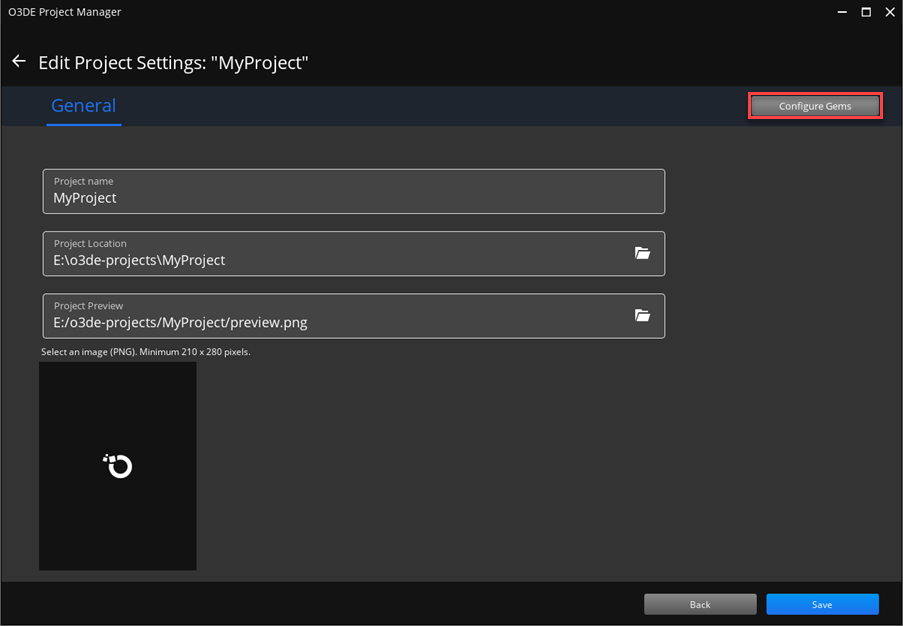 O3DE Project Manager
Edit Project Settings: "MyProject"
General
Configure Gems
Project name
MyProject
Project Location
E:\o3de-projects\MyProject
Project Preview
E:/o3de-projects/MyProject/preview.png
Select an image (PNG). Minimum 210 x 280 pixels.
Back
Save